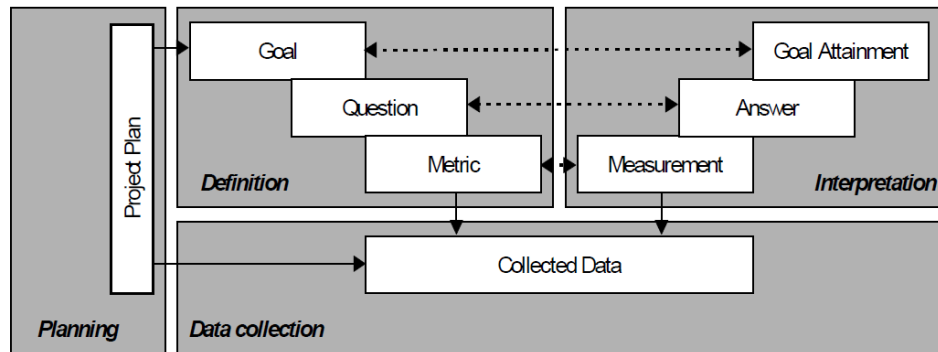 Project Plan
Planning
Goal
Question
Metric
Definition
Goal Attainment
Answer
Measurement
Interpretation
Collected Data
Data collection